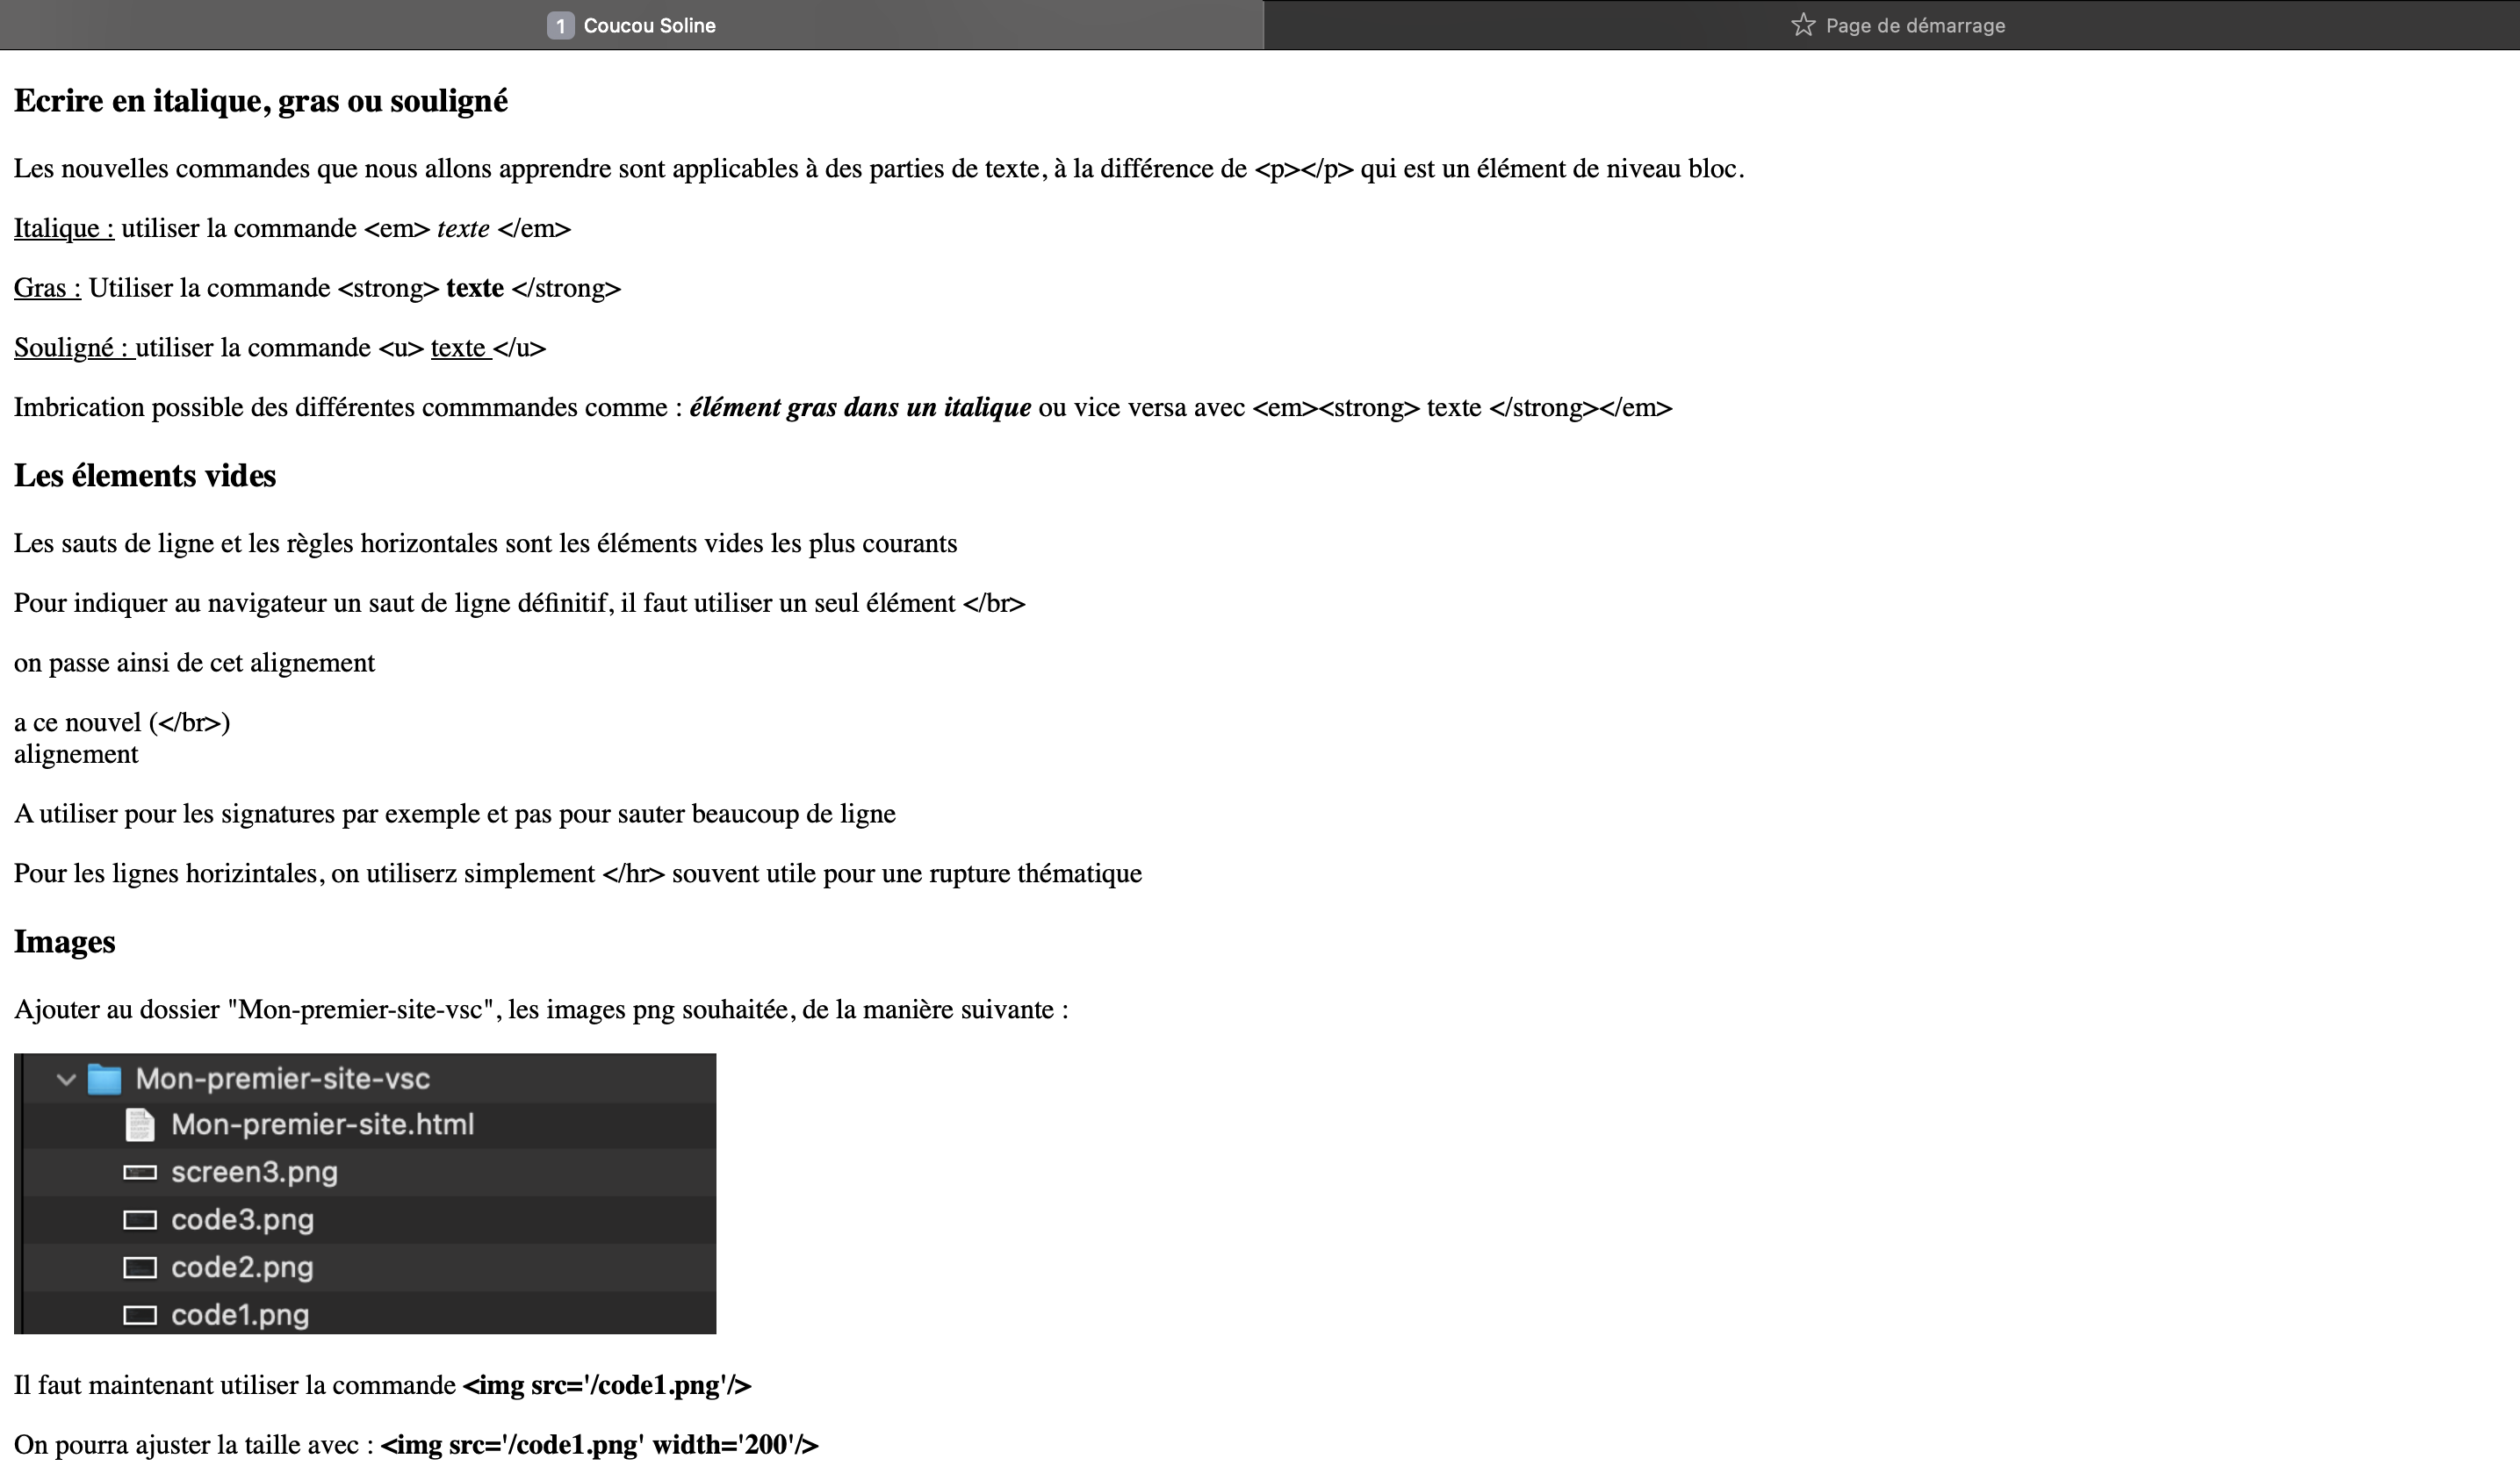 1 Coucou Soline
Page de démarrage
Ecrire en italique, gras ou souligné
Les nouvelles commandes que nous allons apprendre sont applicables à des parties de texte, à la différence de <p></p> qui est un élément de niveau bloc.
Italique : utiliser la commande <em> texte </em>
Gras : Utiliser la commande <strong> texte </strong>
Souligné : utiliser la commande <u> texte </u>
Imbrication possible des différentes commmandes comme : élément gras dans un italique ou vice versa avec <em><strong> texte </strong></em>
Les élements vides
Les sauts de ligne et les règles horizontales sont les éléments vides les plus courants
Pour indiquer au navigateur un saut de ligne définitif, il faut utiliser un seul élément </br>
on passe ainsi de cet alignement
a ce nouvel (</br>)
alignement
A utiliser pour les signatures par exemple et pas pour sauter beaucoup de ligne
Pour les lignes horizintales, on utiliserz simplement </hr> souvent utile pour une rupture thématique
Images
Ajouter au dossier "Mon-premier-site-vsc", les images png souhaitée, de la manière suivante :
Mon-premier-site-vsc
Mon-premier-site.html
screen3.png
code3.png
code2.png
code1.png
Il faut maintenant utiliser la commande <img src='/code1.png'/>
On pourra ajuster la taille avec : <img src='/code1.png' width='200'/>